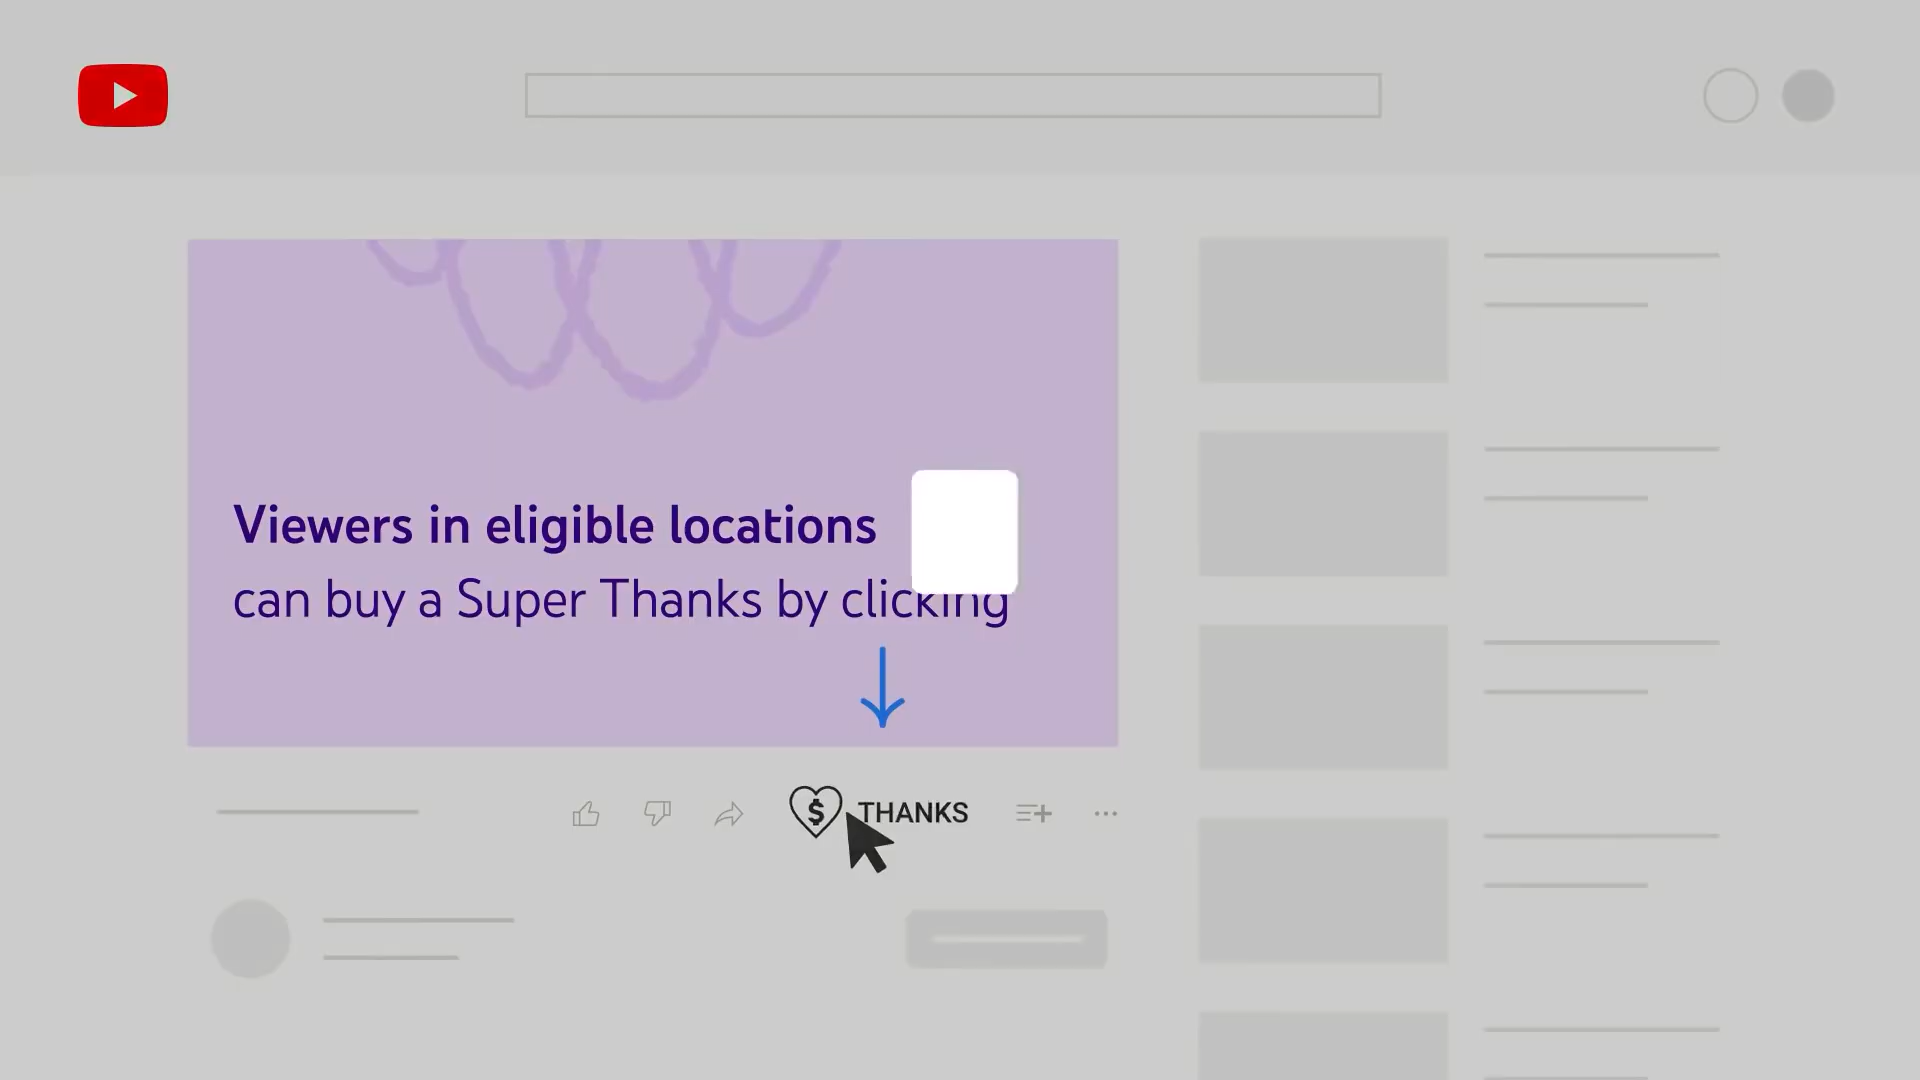 Viewers in eligible locations
can buy a Super Thanks by clicking
$ THANKS